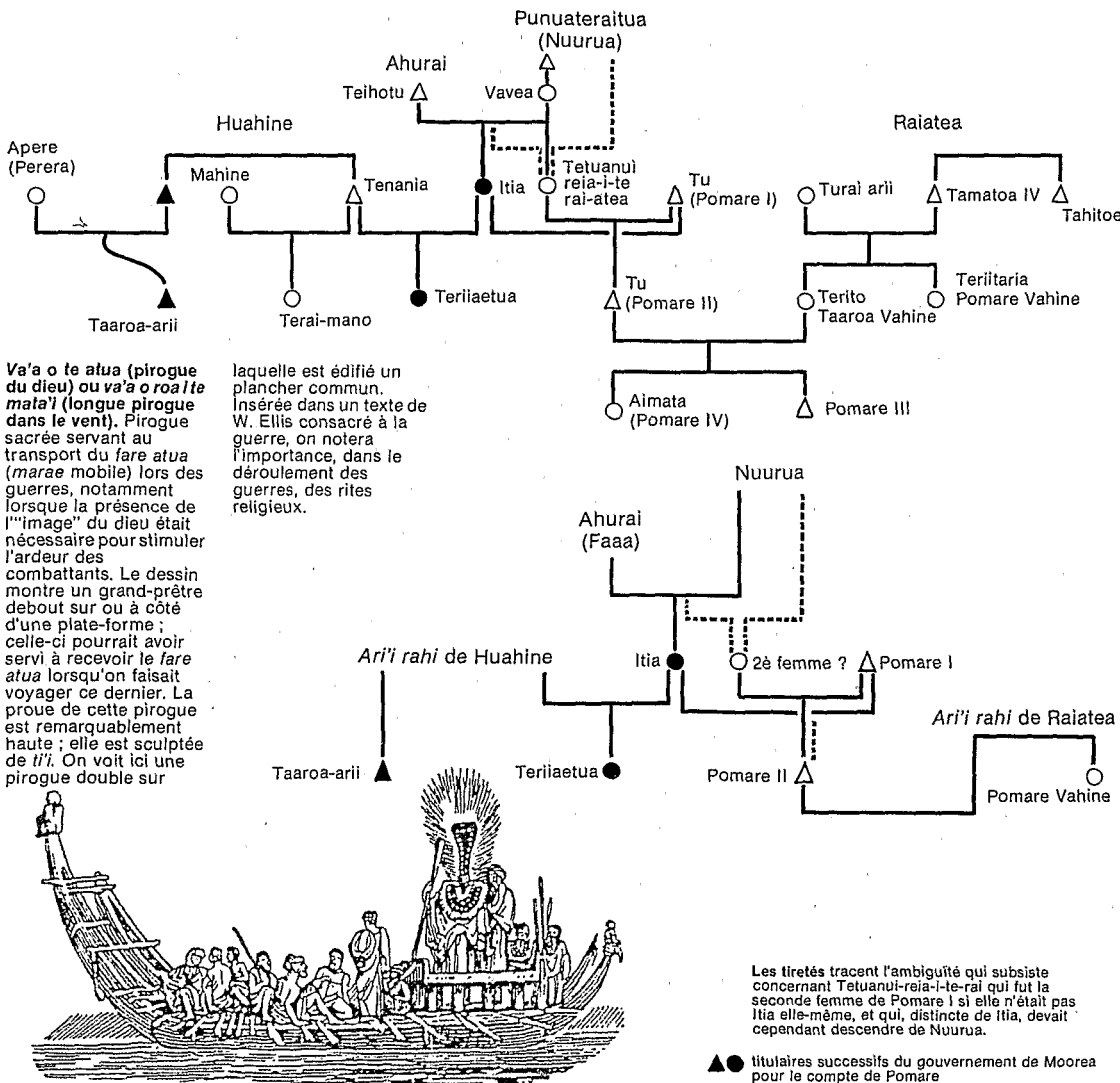 Punuateraitua
(Nuurua)
Ahurai
Teihotu
Vavea
Huahine
Raiatea
Apere
(Perera)
Mahine
Tenania
Itia
Tetuanui
reia-i-te
rai-atea
Tu
(Pomare I)
Turai arii
Tamatoa IV
Tahitoe
Taaroa-arii
Terai-mano
Teriiaetua
Tu
(Pomare II)
Terito
Taaroa Vahine
Teriitaria
Pomare Vahine
Aimata
(Pomare IV)
Pomare III
Va'a o te atua (pirogue
du dieu) ou va'a o roa i te
mata'i (longue pirogue
dans le vent). Pirogue
sacrée servant au
transport du fare atua
(marae mobile) lors des
guerres, notamment
lorsque la présence de
l'"image" du dieu était
nécessaire pour stimuler
l'ardeur des
combattants. Le dessin
montre un grand-prêtre
debout sur ou à côté
d'une plate-forme ;
celle-ci pourrait avoir
servi à recevoir le fare
atua lorsqu'on faisait
voyager ce dernier. La
proue de cette pirogue
est remarquablement
haute ; elle est sculptée
de ti'i. On voit ici une
pirogue double sur
laquelle est édifié un
plancher commun.
Insérée dans un texte de
W. Ellis consacré à la
guerre, on notera
l'importance, dans le
déroulement des
guerres, des rites
religieux.
Nuurua
Ahurai
(Faaa)
Ari'i rahi de Huahine
Itia
2è femme ?
Pomare I
Ari'i rahi de Raiatea
Taaroa-arii
Teriiaetua
Pomare II
Pomare Vahine
Les tiretés tracent l'ambiguïté qui subsiste
concernant Tetuanui-reia-i-te-rai qui fut la
seconde femme de Pomare I si elle n'était pas
Itia elle-même, et qui, distincte de Itia, devait
cependant descendre de Nuurua.
titulaires successifs du gouvernement de Moorea
pour le compte de Pomare